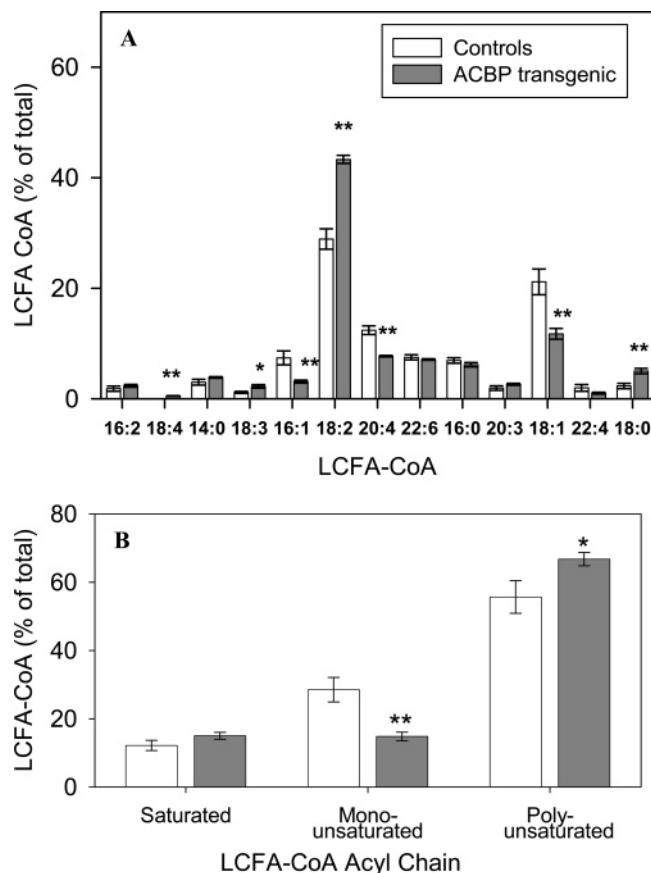 A
Controls
ACBP transgenic
LCFA CoA (% of total)
60
40
20
0
**
**
*
**
**
**
**
16:2 18:4 14:0 18:3 16:1 18:2 20:4 22:6 16:0 20:3 18:1 22:4 18:0
LCFA-CoA
B
LCFA-CoA (% of total)
80
60
40
20
0
**
*
Saturated
Mono-
unsaturated
Poly-
unsaturated
LCFA-CoA Acyl Chain